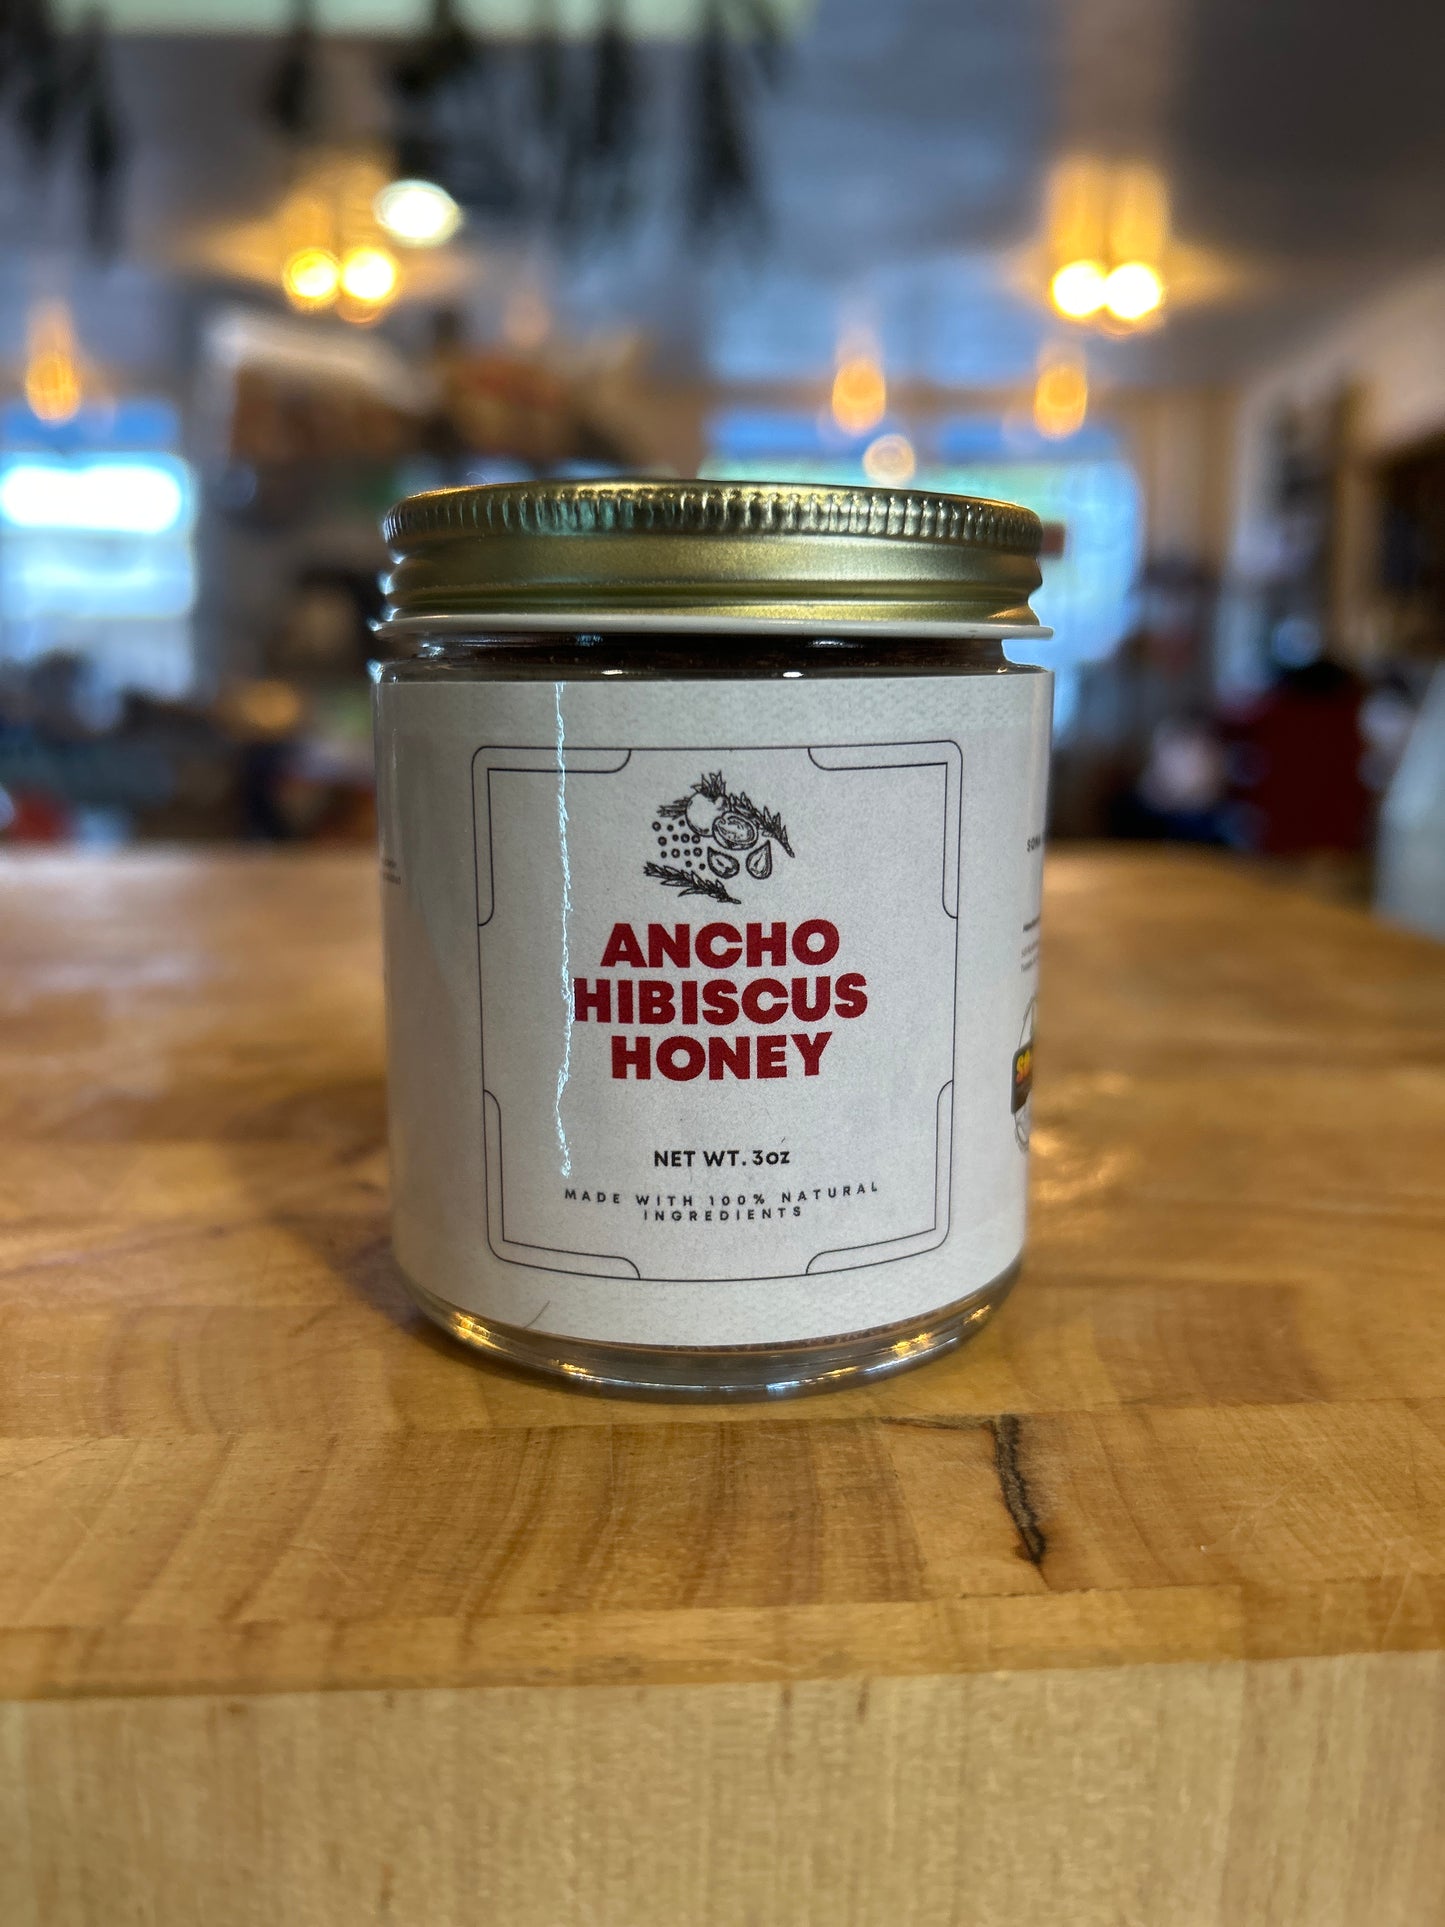 ANCHO
HIBISCUS
HONEY
NET WT. 3oz
MADE WITH 100% NATURAL
INGREDIENTS